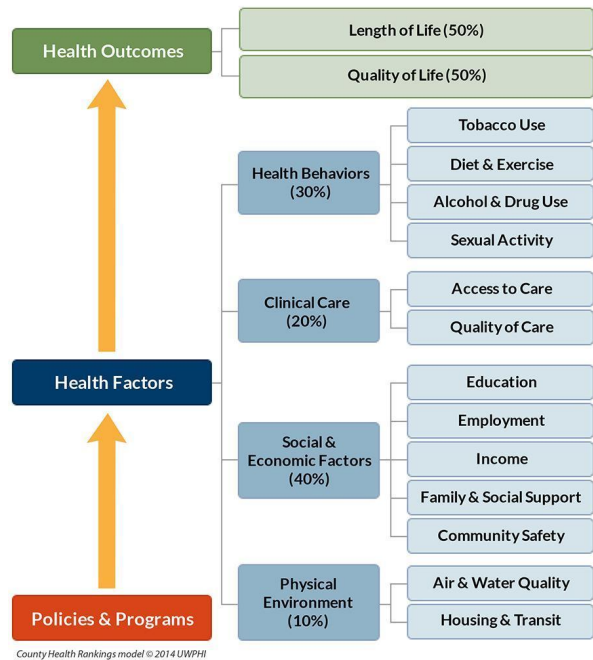 Health Outcomes
Length of Life (50%)
Quality of Life (50%)
Health Factors
Health Behaviors
(30%)
Tobacco Use
Diet & Exercise
Alcohol & Drug Use
Sexual Activity
Clinical Care
(20%)
Access to Care
Quality of Care
Social &
Economic Factors
(40%)
Education
Employment
Income
Family & Social Support
Community Safety
Physical
Environment
(10%)
Air & Water Quality
Housing & Transit
Policies & Programs
County Health Rankings model © 2014 UWPHI